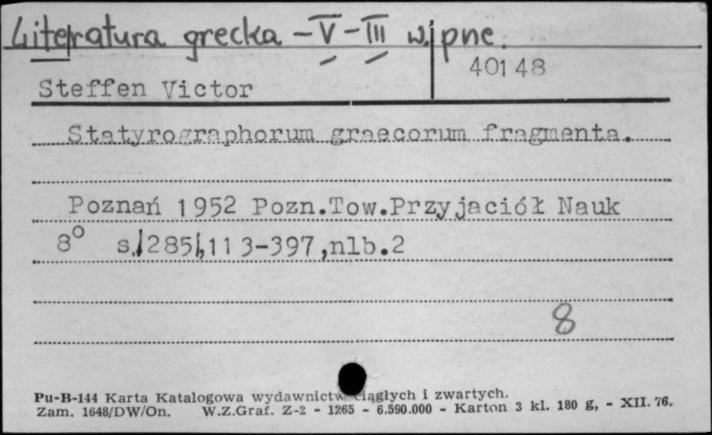 Literatura grecka - V - III w. pne.
40148
Steffen Victor
Statyrographorum graecorum fragmenta.
Poznań 1952 Pozn.Tow.Przyjaciół Nauk
8° s./285/,113-397,nlb.2
8
Pu-B-144 Karta Katalogowa wydawnictw ciągłych i zwartych.
Zam. 1648/DW/On. W.Z.Graf. Z-2 - 1265 - 6.590.000 - Karton 3 kl. 180 g, - XII. 76.